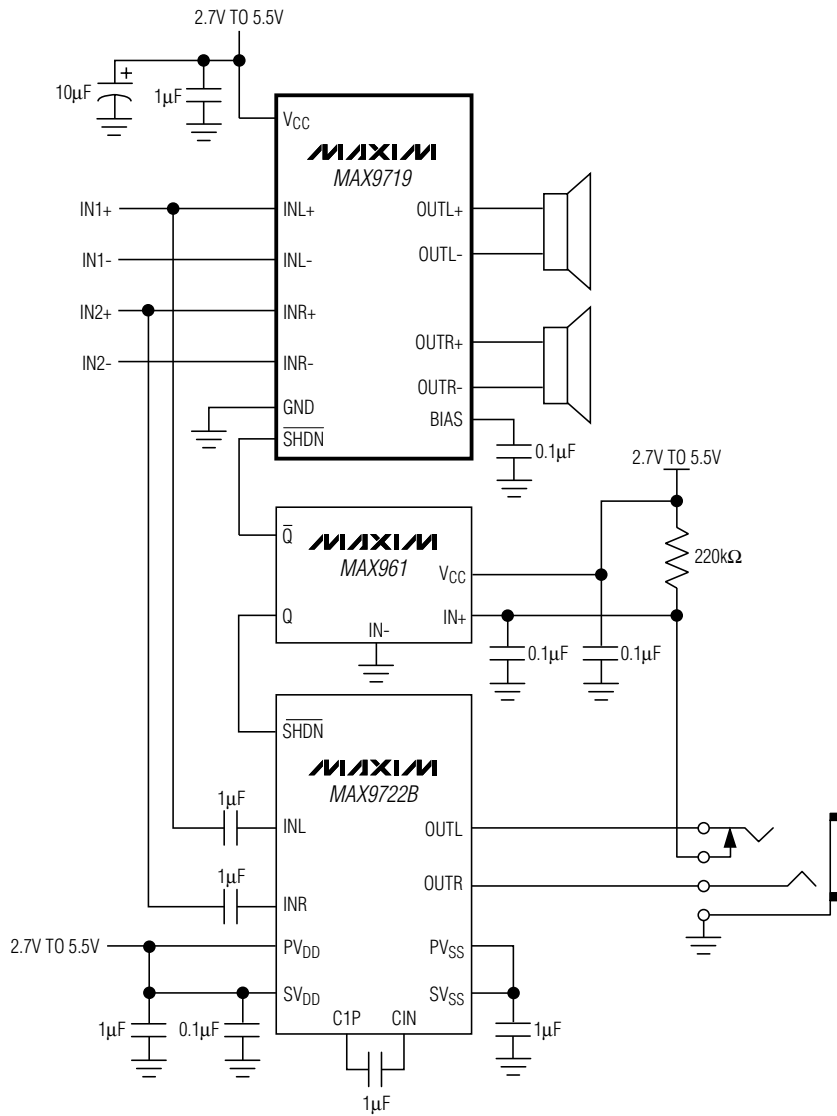 2.7V TO 5.5V
10µF
+
1µF
VCC
MAXIM
MAX9719
IN1+
INL+
OUTL+
IN1-
INL-
OUTL-
IN2+
INR+
OUTR+
IN2-
INR-
OUTR-
GND
BIAS
SHDN
0.1µF
2.7V TO 5.5V
Q
MAXIM
MAX961
VCC
220kΩ
Q
IN+
IN-
0.1µF
0.1µF
SHDN
MAXIM
MAX9722B
1µF
INL
OUTL
1µF
INR
OUTR
2.7V TO 5.5V
PVDD
PVSS
SVDD
SVSS
1µF
0.1µF
C1P
CIN
1µF
1µF